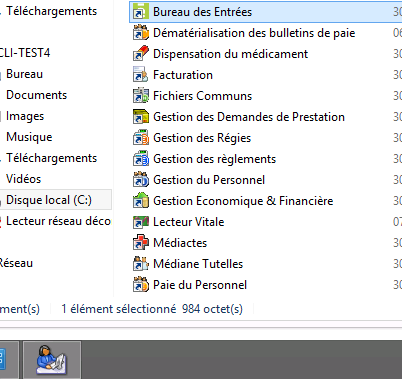 Téléchargements
CLI-TEST4
Bureau
Documents
Images
Musique
Téléchargements
Vidéos
Disque local (C:)
Lecteur réseau déco
Réseau
Bureau des Entrées 30
Dématérialisation des bulletins de paie 06
Dispensation du médicament 30
Facturation 30
Fichiers Communs 30
Gestion des Demandes de Prestation 30
Gestion des Régies 30
Gestion des règlements 30
Gestion du Personnel 30
Gestion Economique & Financière 30
Lecteur Vitale 07
Médiactes 30
Médiane Tutelles 30
Paie du Personnel 30
ment(s) 1 élément sélectionné 984 octet(s)